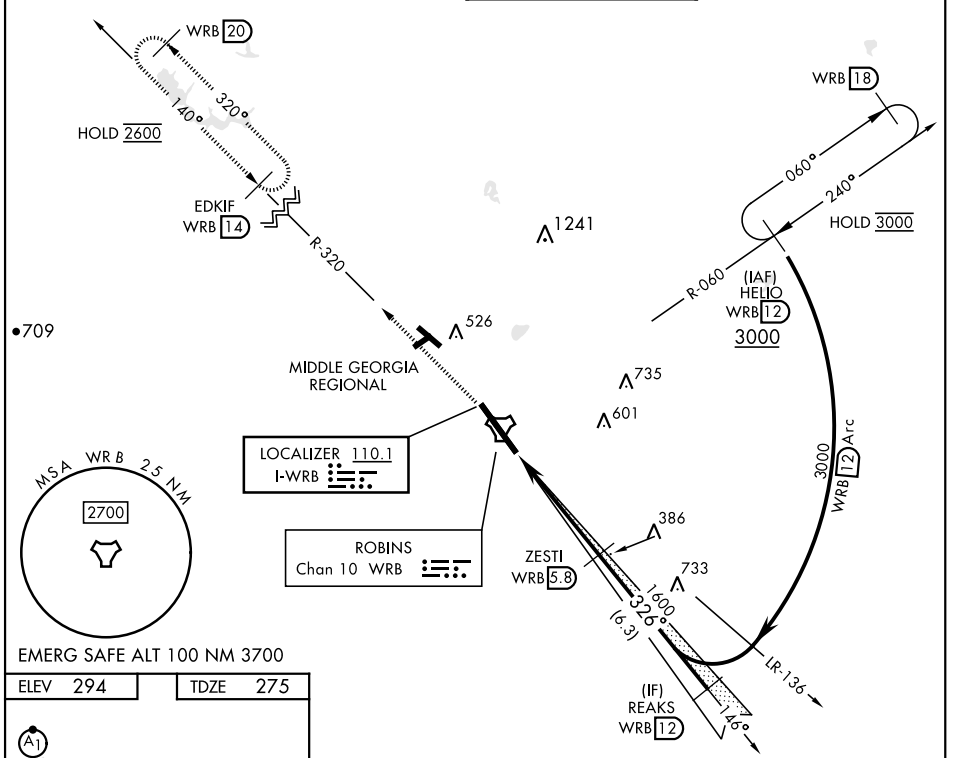 WRB 20
140°
320°
HOLD 2600
EDKIF
WRB 14
R-320
WRB 18
060°
240°
HOLD 3000
R-060
(IAF)
HELIO
WRB 12
3000
1241
709
526
MIDDLE GEORGIA
REGIONAL
735
601
3000
WRB 12 Arc
LOCALIZER 110.1
I-WRB
ROBINS
Chan 10 WRB
MSA WRB 25 NM
2700
386
ZESTI
WRB 5.8
733
1600
326°
(6.3)
LR-136
(IF)
REAKS
WRB 12
146°
EMERG SAFE ALT 100 NM 3700
ELEV 294
TDZE 275
A1